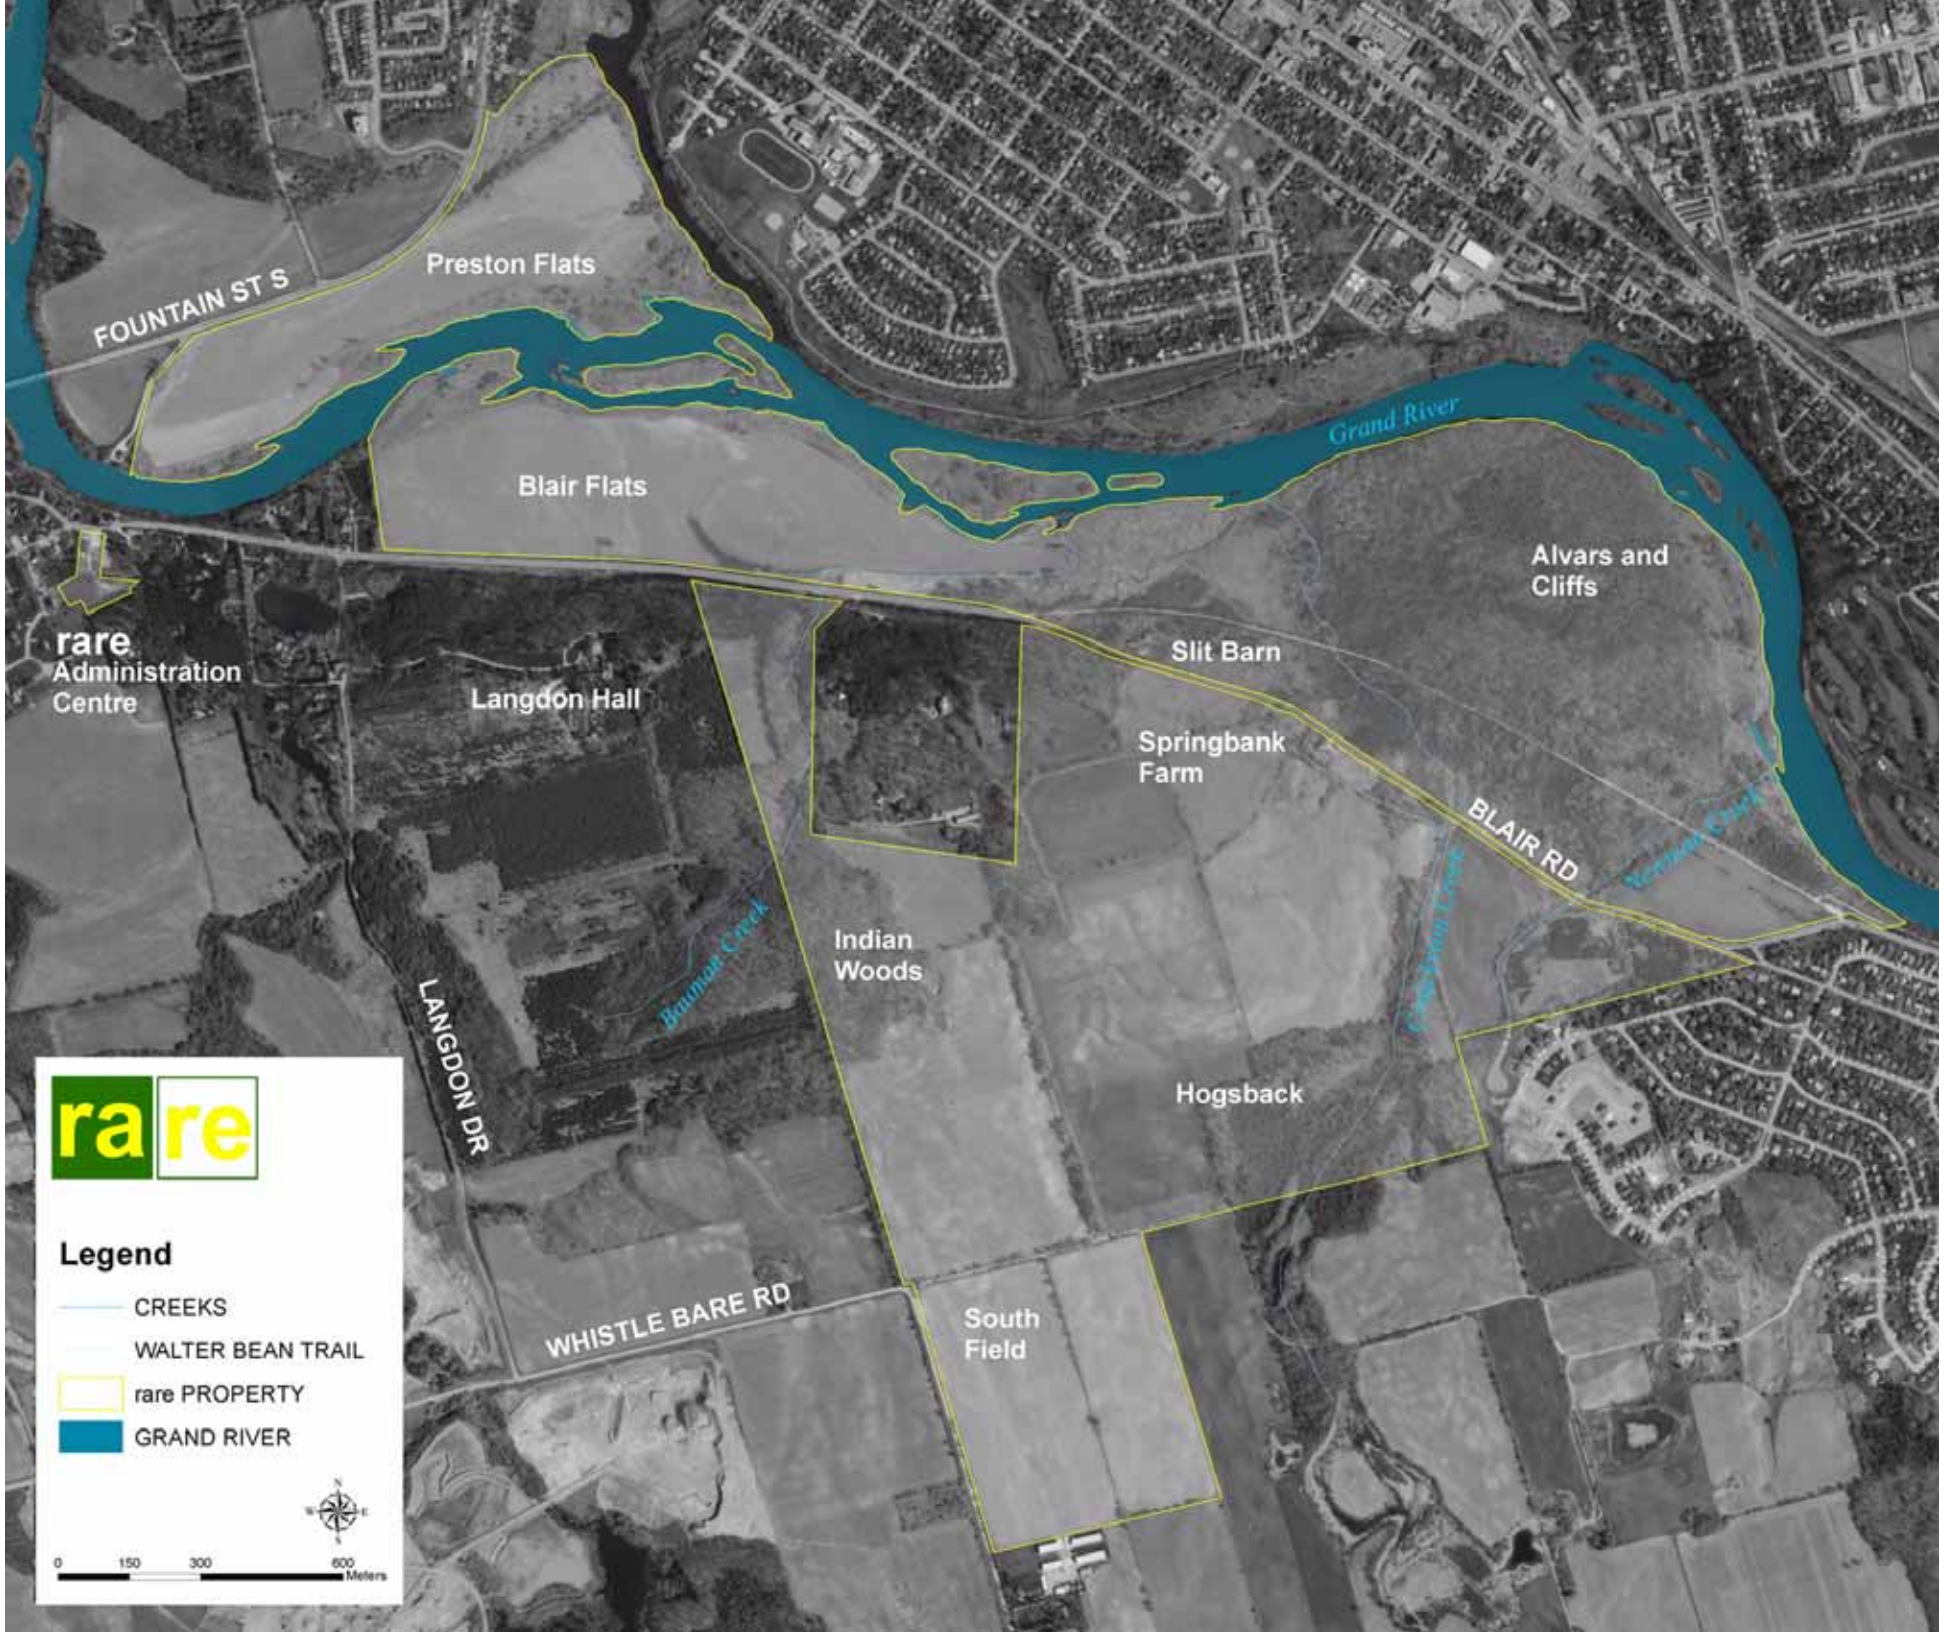 Preston Flats
FOUNTAIN ST S
Grand River
Blair Flats
Alvars and
Cliffs
rare
Administration
Centre
Slit Barn
Langdon Hall
Springbank
Farm
BLAIR RD
Bauman Creek
Indian
Woods
LANGDON DR
Hogsback
WHISTLE BARE RD
South
Field
rare
Legend
CREEKS
WALTER BEAN TRAIL
rare PROPERTY
GRAND RIVER
N
W E
S
0 150 300 600
Meters